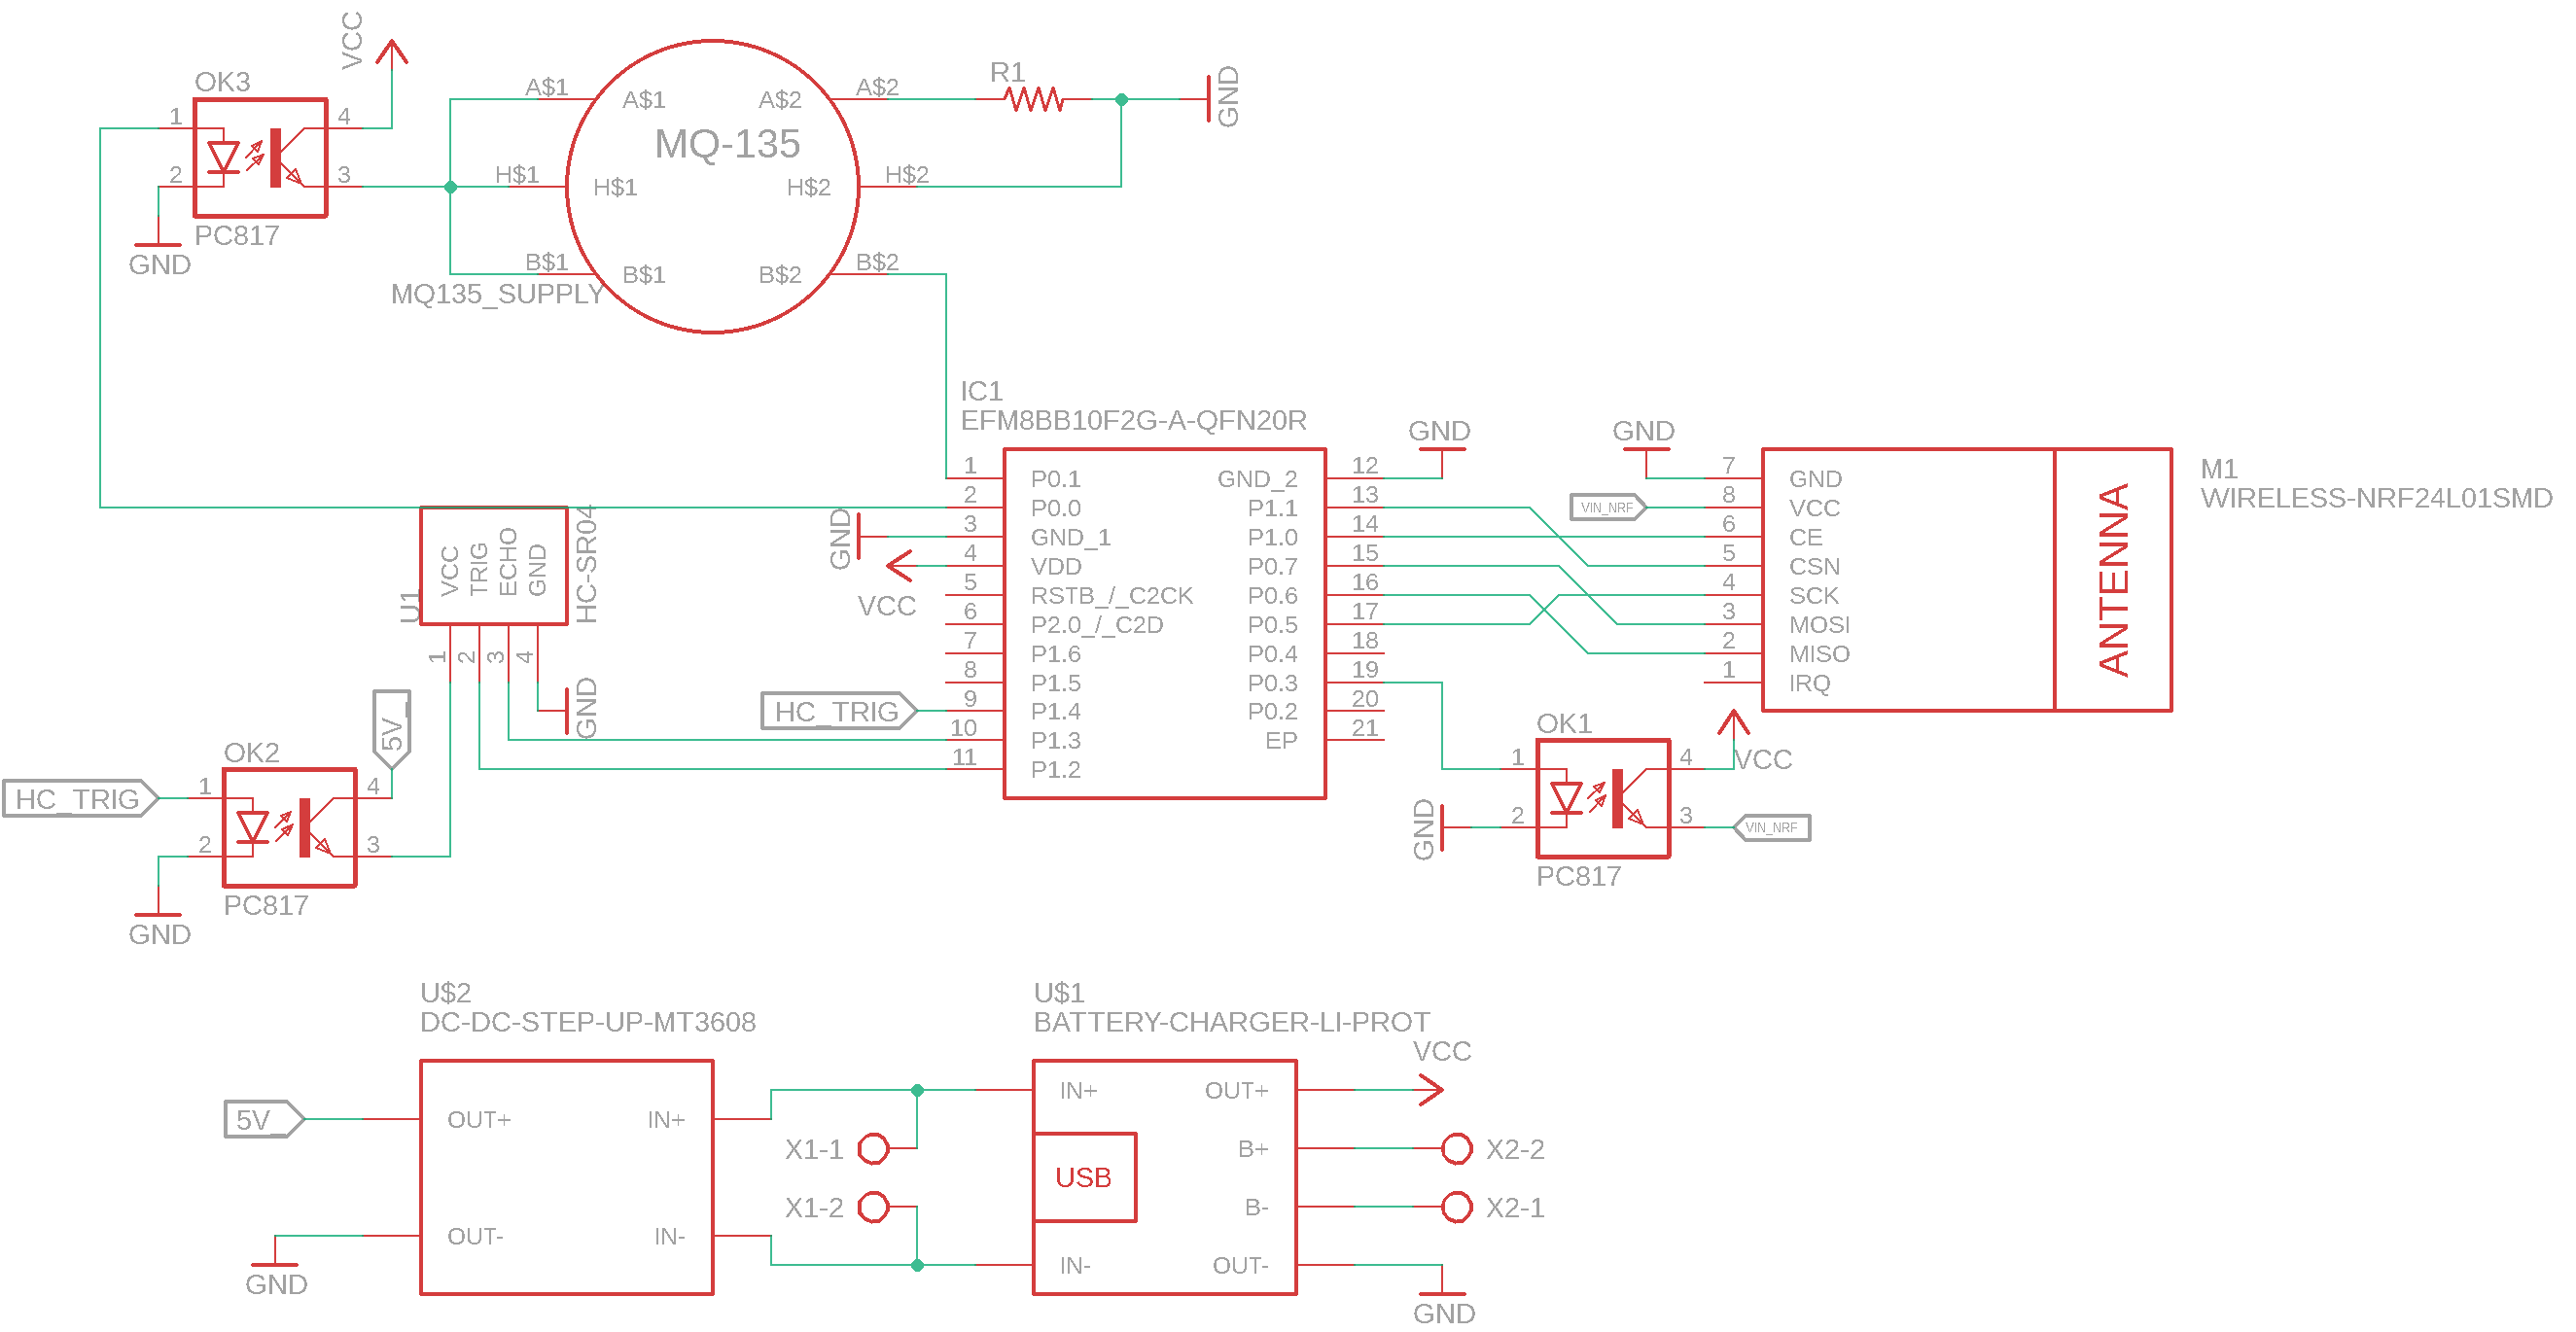 VCC
OK3
1
2
4
3
PC817
GND
A$1
H$1
B$1
MQ135_SUPPLY
A$1
H$1
B$1
MQ-135
A$2
H$2
B$2
A$2
H$2
B$2
R1
GND
IC1
EFM8BB10F2G-A-QFN20R
1 P0.1
2 P0.0
3 GND_1
4 VDD
5 RSTB_/_C2CK
6 P2.0_/_C2D
7 P1.6
8 P1.5
9 P1.4
10 P1.3
11 P1.2
GND_2 12
P1.1 13
P1.0 14
P0.7 15
P0.6 16
P0.5 17
P0.4 18
P0.3 19
P0.2 20
EP 21
GND
VCC
HC_TRIG
GND
GND
VIN_NRF
7 GND
8 VCC
6 CE
5 CSN
4 SCK
3 MOSI
2 MISO
1 IRQ
ANTENNA
M1
WIRELESS-NRF24L01SMD
U1
HC-SR04
VCC
TRIG
ECHO
GND
1
2
3
4
GND
5V_
OK2
HC_TRIG
1
2
4
3
PC817
GND
OK1
1
2
4
3
PC817
GND
VCC
VIN_NRF
U$2
DC-DC-STEP-UP-MT3608
5V_
OUT+
OUT-
IN+
IN-
GND
X1-1
X1-2
U$1
BATTERY-CHARGER-LI-PROT
IN+
USB
IN-
OUT+
B+
B-
OUT-
VCC
X2-2
X2-1
GND